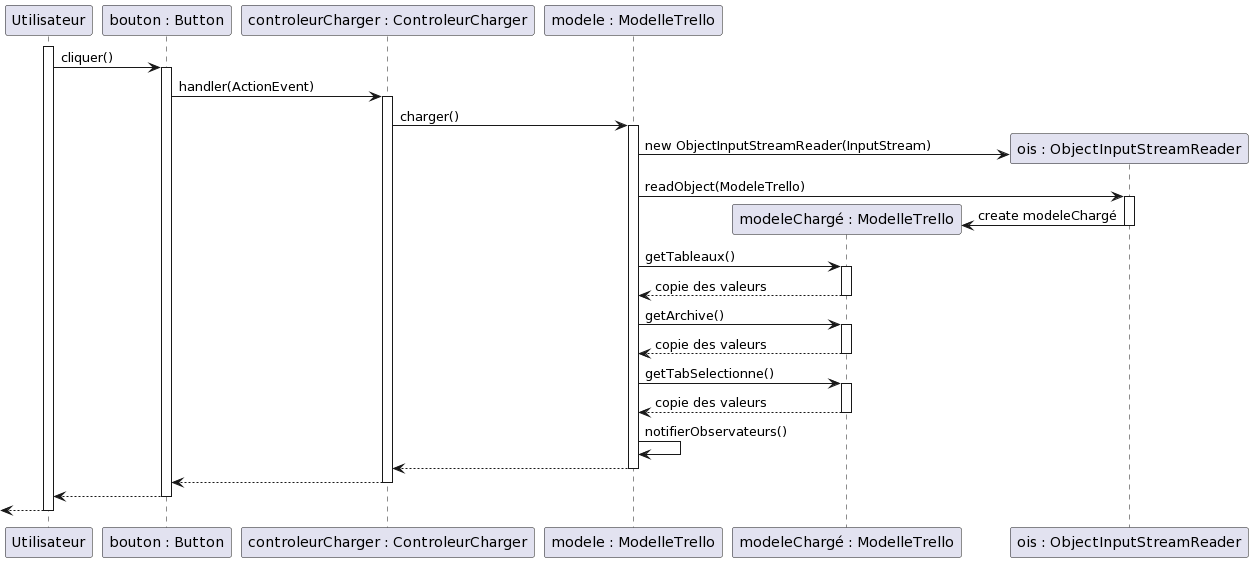 Utilisateur
bouton : Button
controleurCharger : ControleurCharger
modele : ModelleTrello
cliquer()
handler(ActionEvent)
charger()
new ObjectInputStreamReader(InputStream)
ois : ObjectInputStreamReader
readObject(ModeleTrello)
modeleChargé : ModelleTrello
create modeleChargé
getTableaux()
copie des valeurs
getArchive()
copie des valeurs
getTabSelectionne()
copie des valeurs
notifierObservateurs()
Utilisateur
bouton : Button
controleurCharger : ControleurCharger
modele : ModelleTrello
modeleChargé : ModelleTrello
ois : ObjectInputStreamReader